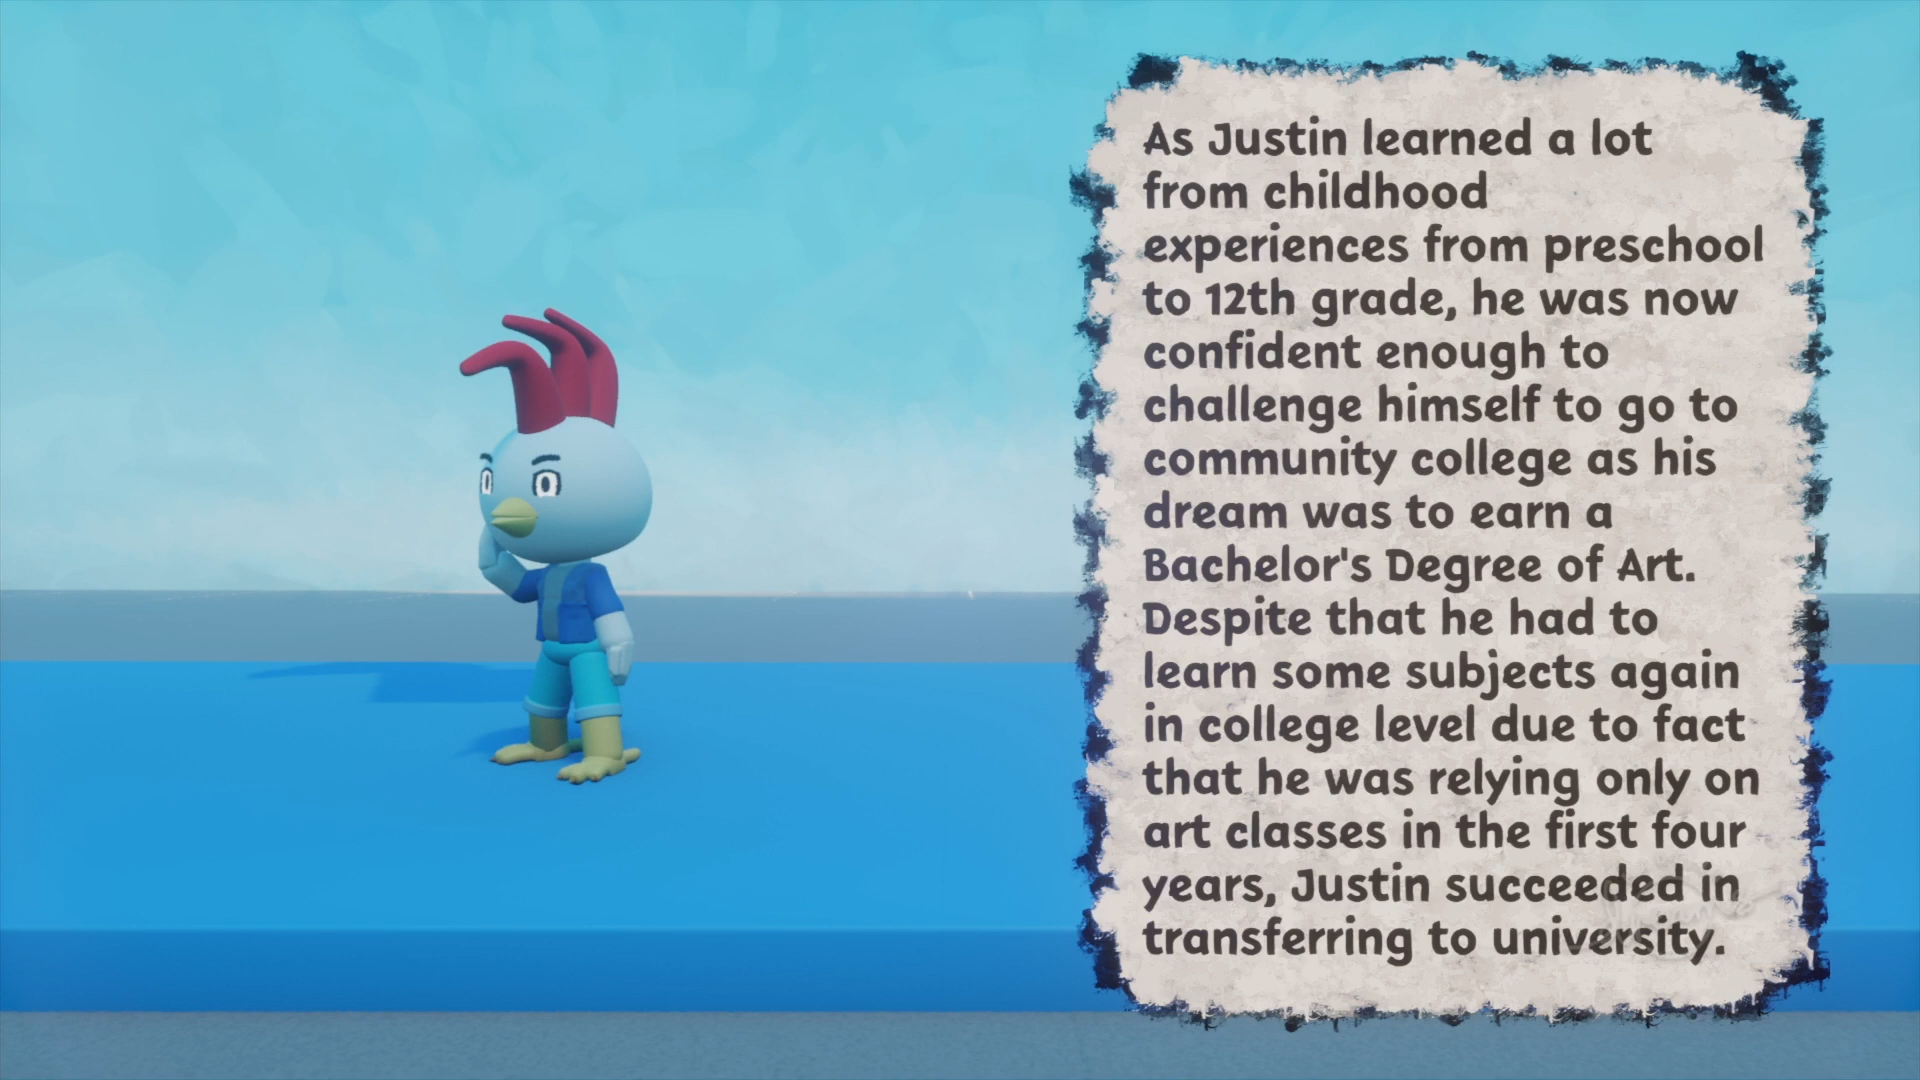 As Justin learned a lot
from childhood
experiences from preschool
to 12th grade, he was now
confident enough to
challenge himself to go to
community college as his
dream was to earn a
Bachelor's Degree of Art.
Despite that he had to
learn some subjects again
in college level due to fact
that he was relying only on
art classes in the first four
years, Justin succeeded in
transferring to university.